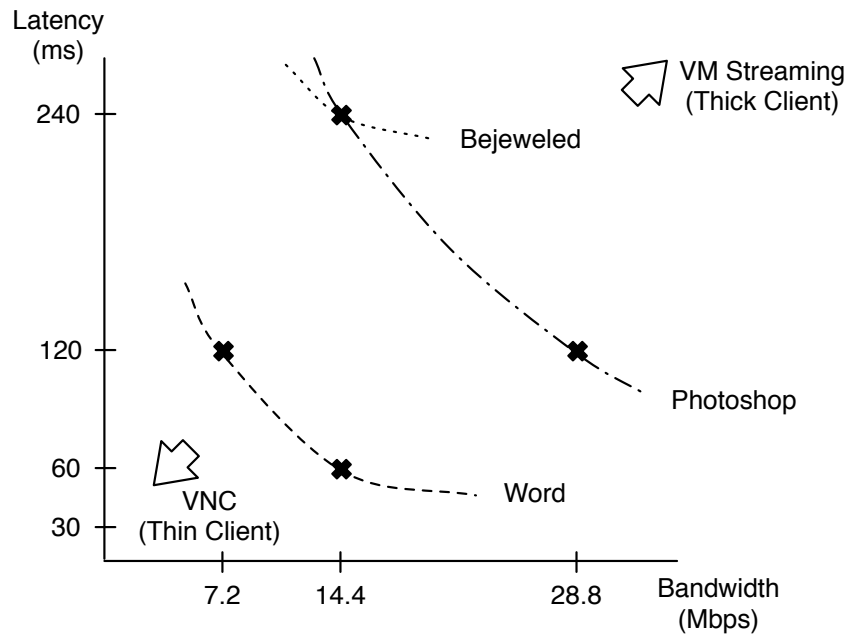 Latency
(ms)
VM Streaming
(Thick Client)
240
Bejeweled
120
Photoshop
60
Word
VNC
(Thin Client)
30
7.2
14.4
28.8
Bandwidth
(Mbps)